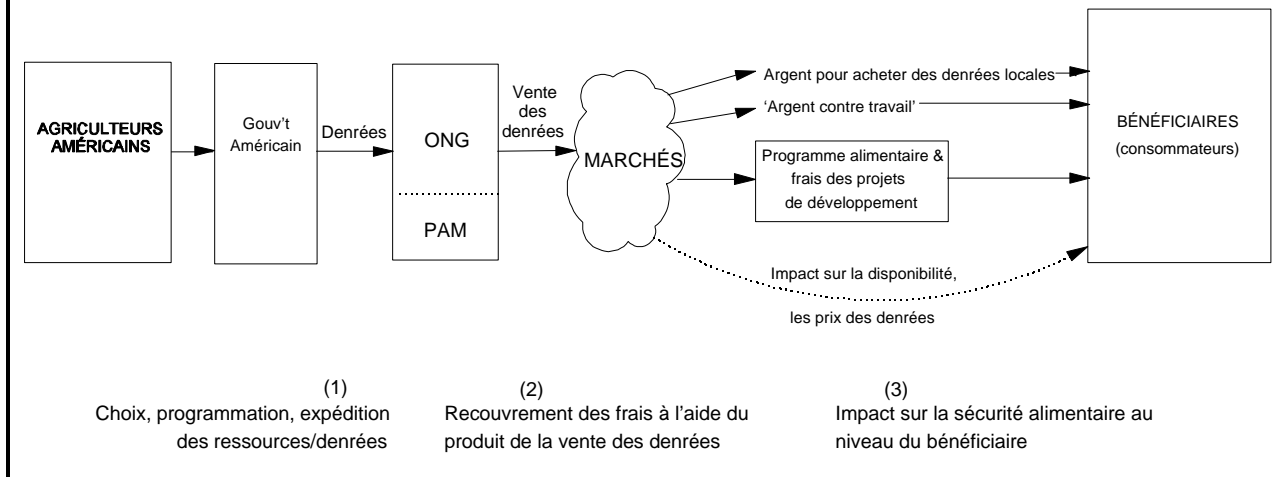 AGRICULTEURS
AMÉRICAINS
Gouv't
Américain
Denrées
ONG
PAM
Vente
des
denrées
MARCHÉS
Argent pour acheter des denrées locales
‘Argent contre travail’
Programme alimentaire &
frais des projets
de développement
Impact sur la disponibilité,
les prix des denrées
BÉNÉFICIAIRES
(consommateurs)
(1)
Choix, programmation, expédition
des ressources/denrées
(2)
Recouvrement des frais à l’aide du
produit de la vente des denrées
(3)
Impact sur la sécurité alimentaire au
niveau du bénéficiaire